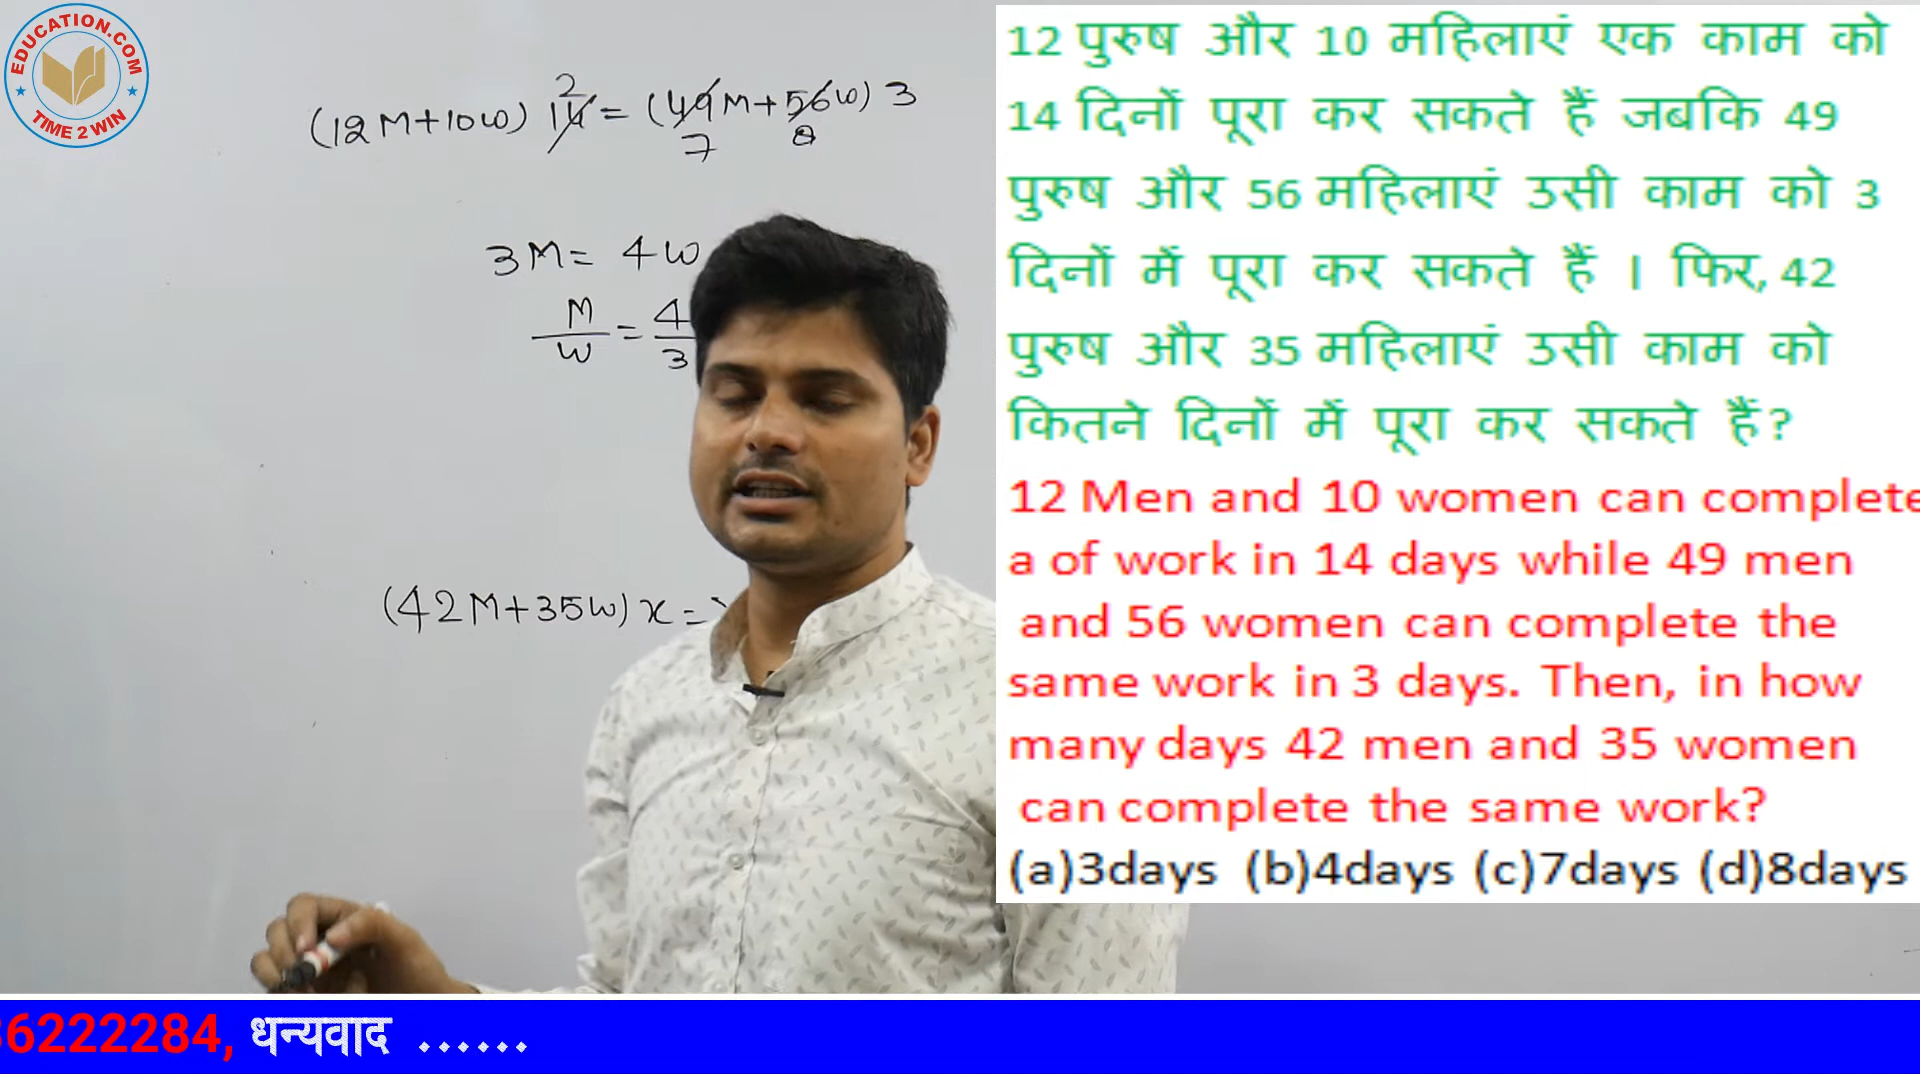 EDUCATION.COM
TIME 2 WIN
(12M+10W) 14 2 = (49M+56W) 3
7 8
3M= 4W
M/W = 4/3
(42M+35W) x =
12 पुरुष और 10 महिलाएं एक काम को
14 दिनों पूरा कर सकते हैं जबकि 49
पुरुष और 56 महिलाएं उसी काम को 3
दिनों में पूरा कर सकते हैं । फिर, 42
पुरुष और 35 महिलाएं उसी काम को
कितने दिनों में पूरा कर सकते हैं?
12 Men and 10 women can complete
a of work in 14 days while 49 men
and 56 women can complete the
same work in 3 days. Then, in how
many days 42 men and 35 women
can complete the same work?
(a)3days (b)4days (c)7days (d)8days
6222284, धन्यवाद ......